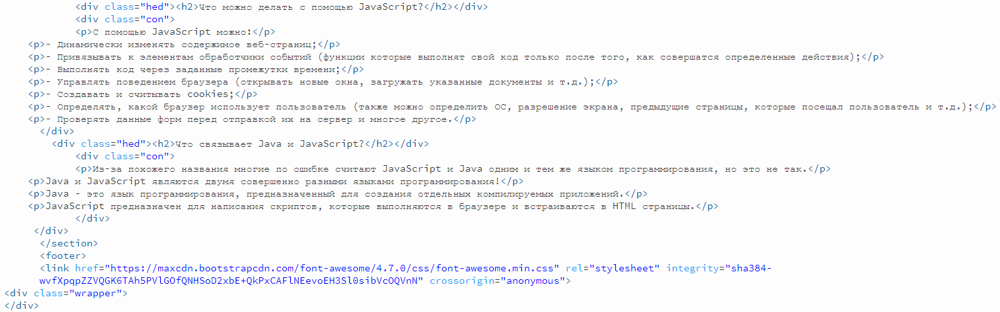 <div class="hed"><h2>Что можно делать с помощью JavaScript?</h2></div>
<div class="con">
<p>С помощью JavaScript можно:</p>
<p>- Динамически изменять содержимое веб-страниц;</p>
<p>- Привязывать к элементам обработчики событий (функции которые выполнят свой код только после того, как совершатся определенные действия);</p>
<p>- Выполнять код через заданные промежутки времени;</p>
<p>- Управлять поведением браузера (открывать новые окна, загружать указанные документы и т.д.);</p>
<p>- Создавать и считывать cookies;</p>
<p>- Определять, какой браузер использует пользователь (также можно определить ОС, разрешение экрана, предыдущие страницы, которые посещал пользователь и т.д.);</p>
<p>- Проверять данные форм перед отправкой их на сервер и многое другое.</p>
</div>
<div class="hed"><h2>Что связывает Java и JavaScript?</h2></div>
<div class="con">
<p>Из-за похожего названия многие по ошибке считают JavaScript и Java одним и тем же языком программирования, но это не так.</p>
<p>Java и JavaScript являются двумя совершенно разными языками программирования!</p>
<p>Java - это язык программирования, предназначенный для создания отдельных компилируемых приложений.</p>
<p>JavaScript предназначен для написания скриптов, которые выполняются в браузере и встраиваются в HTML страницы.</p>
</div>
</div>
</section>
<footer>
<link href="https://maxcdn.bootstrapcdn.com/font-awesome/4.7.0/css/font-awesome.min.css" rel="stylesheet" integrity="sha384-
wvfXpqpZZVQGK6TAh5PVlGOfQNHSoD2xbE+QkPxCAFlNEevoEH3Sl0sibVcOQVnN" crossorigin="anonymous">
<div class="wrapper">
</div>